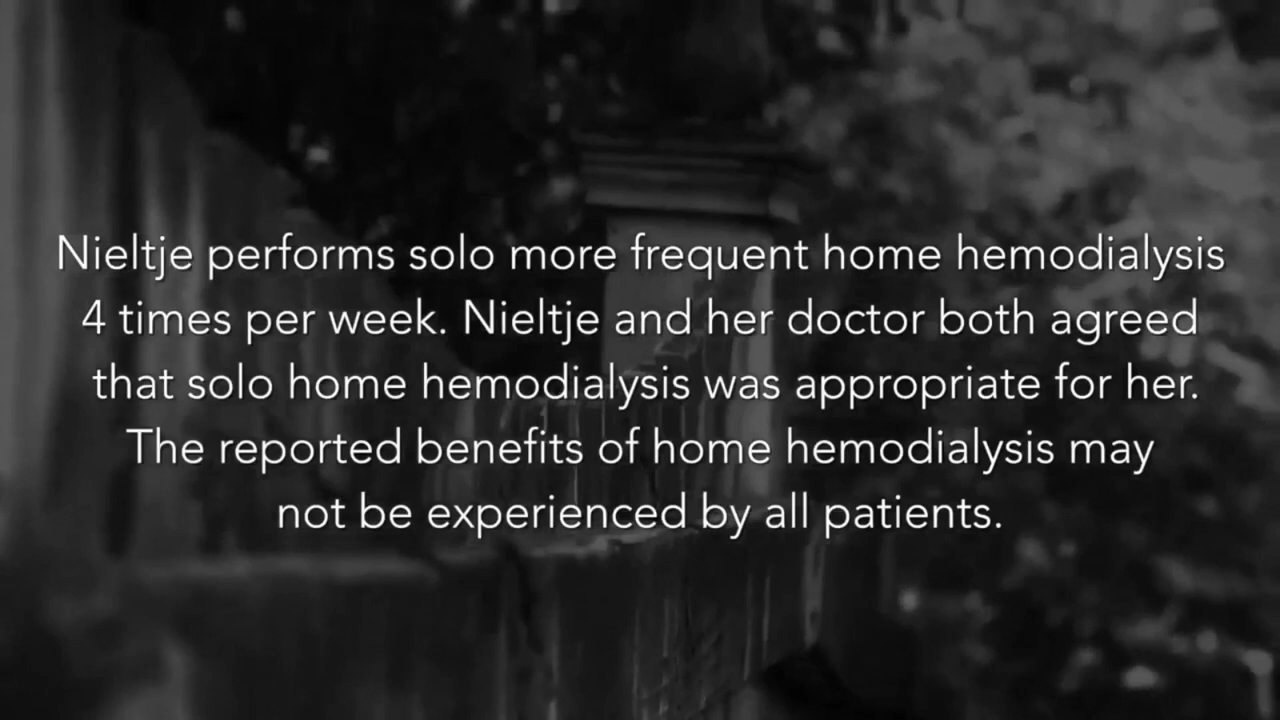 Nieltje performs solo more frequent home hemodialysis
4 times per week. Nieltje and her doctor both agreed
that solo home hemodialysis was appropriate for her.
The reported benefits of home hemodialysis may
not be experienced by all patients.